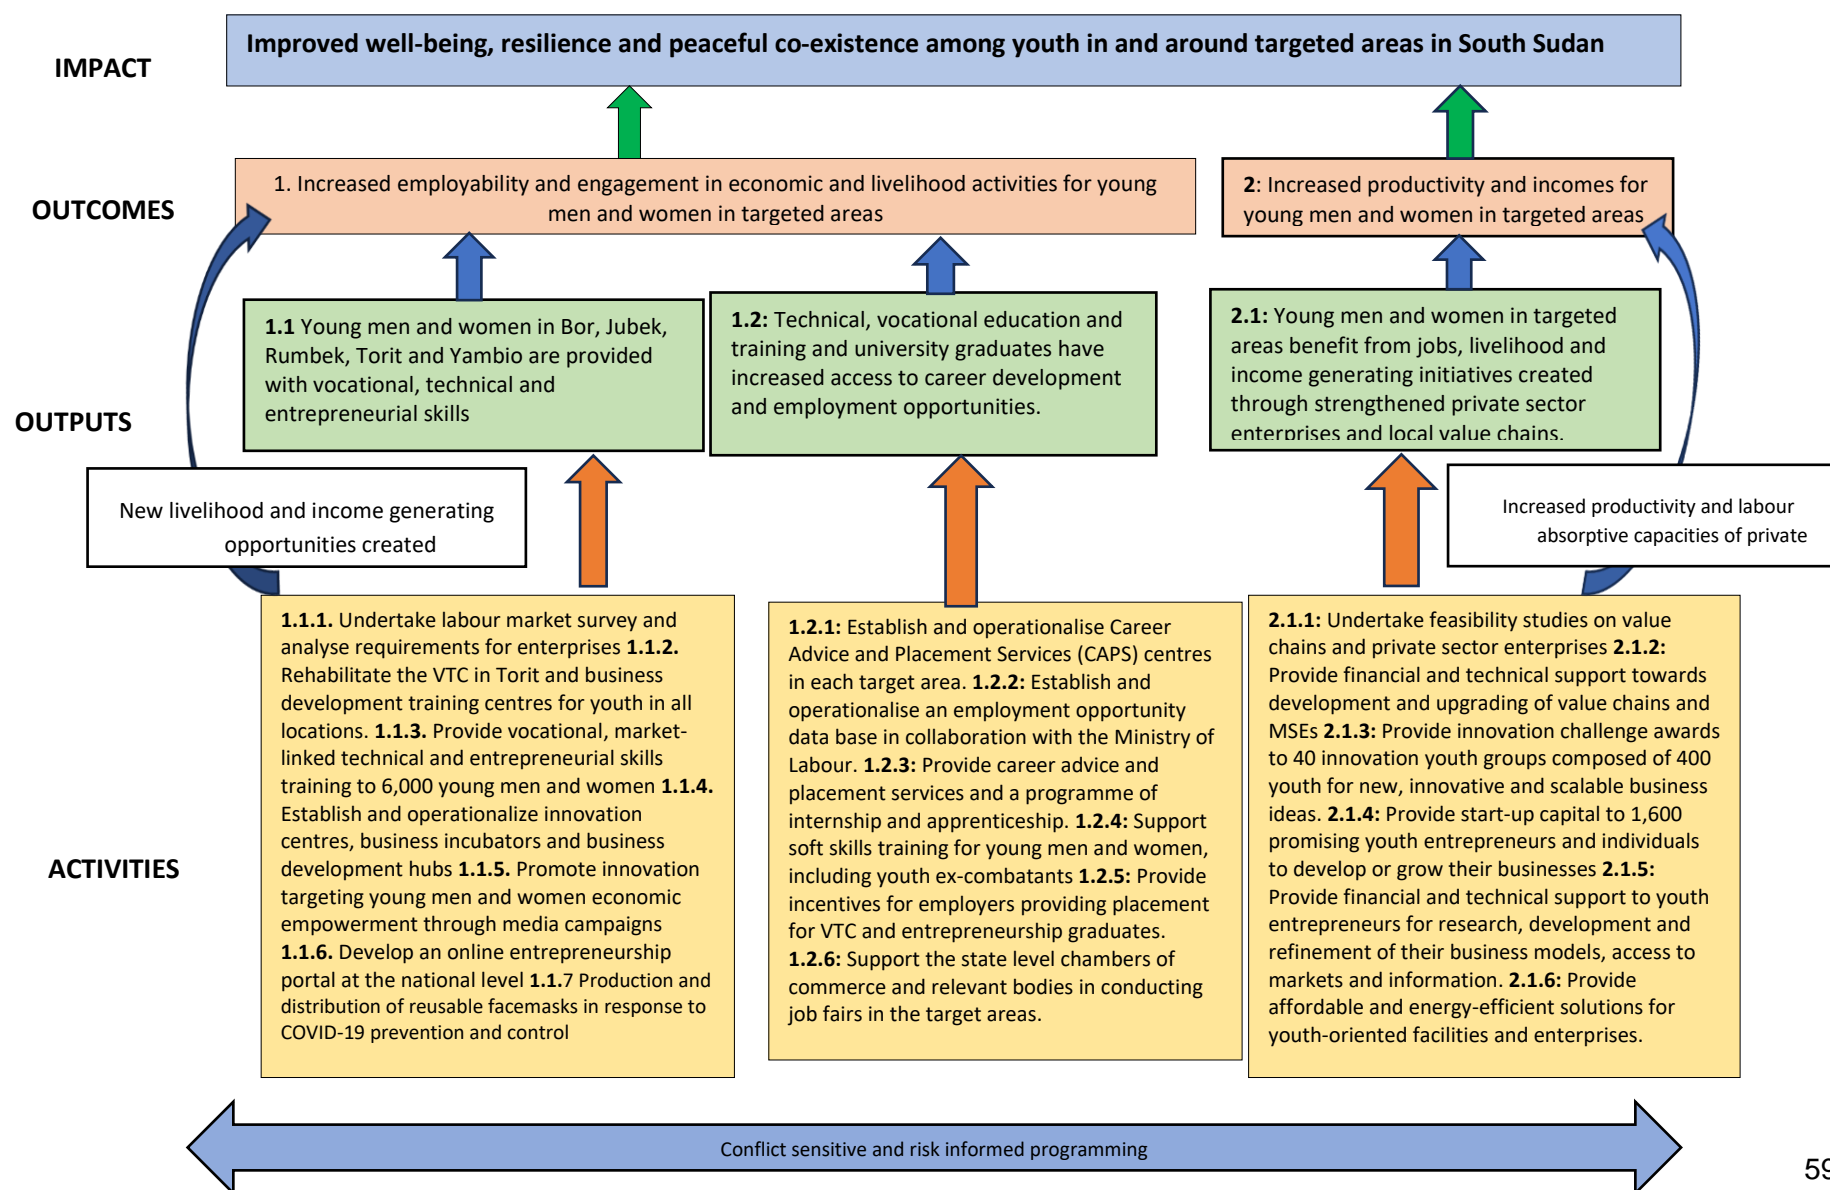 IMPACT
Improved well-being, resilience and peaceful co-existence among youth in and around targeted areas in South Sudan
OUTCOMES
1. Increased employability and engagement in economic and livelihood activities for young
men and women in targeted areas
2: Increased productivity and incomes for
young men and women in targeted areas
OUTPUTS
1.1 Young men and women in Bor, Jubek,
Rumbek, Torit and Yambio are provided
with vocational, technical and
entrepreneurial skills
1.2: Technical, vocational education and
training and university graduates have
increased access to career development
and employment opportunities.
2.1: Young men and women in targeted
areas benefit from jobs, livelihood and
income generating initiatives created
through strengthened private sector
enterprises and local value chains.
New livelihood and income generating
opportunities created
Increased productivity and labour
absorptive capacities of private
ACTIVITIES
1.1.1. Undertake labour market survey and
analyse requirements for enterprises 1.1.2.
Rehabilitate the VTC in Torit and business
development training centres for youth in all
locations. 1.1.3. Provide vocational, market-
linked technical and entrepreneurial skills
training to 6,000 young men and women 1.1.4.
Establish and operationalize innovation
centres, business incubators and business
development hubs 1.1.5. Promote innovation
targeting young men and women economic
empowerment through media campaigns
1.1.6. Develop an online entrepreneurship
portal at the national level 1.1.7 Production and
distribution of reusable facemasks in response to
COVID-19 prevention and control
1.2.1: Establish and operationalise Career
Advice and Placement Services (CAPS) centres
in each target area. 1.2.2: Establish and
operationalise an employment opportunity
data base in collaboration with the Ministry of
Labour. 1.2.3: Provide career advice and
placement services and a programme of
internship and apprenticeship. 1.2.4: Support
soft skills training for young men and women,
including youth ex-combatants 1.2.5: Provide
incentives for employers providing placement
for VTC and entrepreneurship graduates.
1.2.6: Support the state level chambers of
commerce and relevant bodies in conducting
job fairs in the target areas.
2.1.1: Undertake feasibility studies on value
chains and private sector enterprises 2.1.2:
Provide financial and technical support towards
development and upgrading of value chains and
MSEs 2.1.3: Provide innovation challenge awards
to 40 innovation youth groups composed of 400
youth for new, innovative and scalable business
ideas. 2.1.4: Provide start-up capital to 1,600
promising youth entrepreneurs and individuals
to develop or grow their businesses 2.1.5:
Provide financial and technical support to youth
entrepreneurs for research, development and
refinement of their business models, access to
markets and information. 2.1.6: Provide
affordable and energy-efficient solutions for
youth-oriented facilities and enterprises.
Conflict sensitive and risk informed programming
59